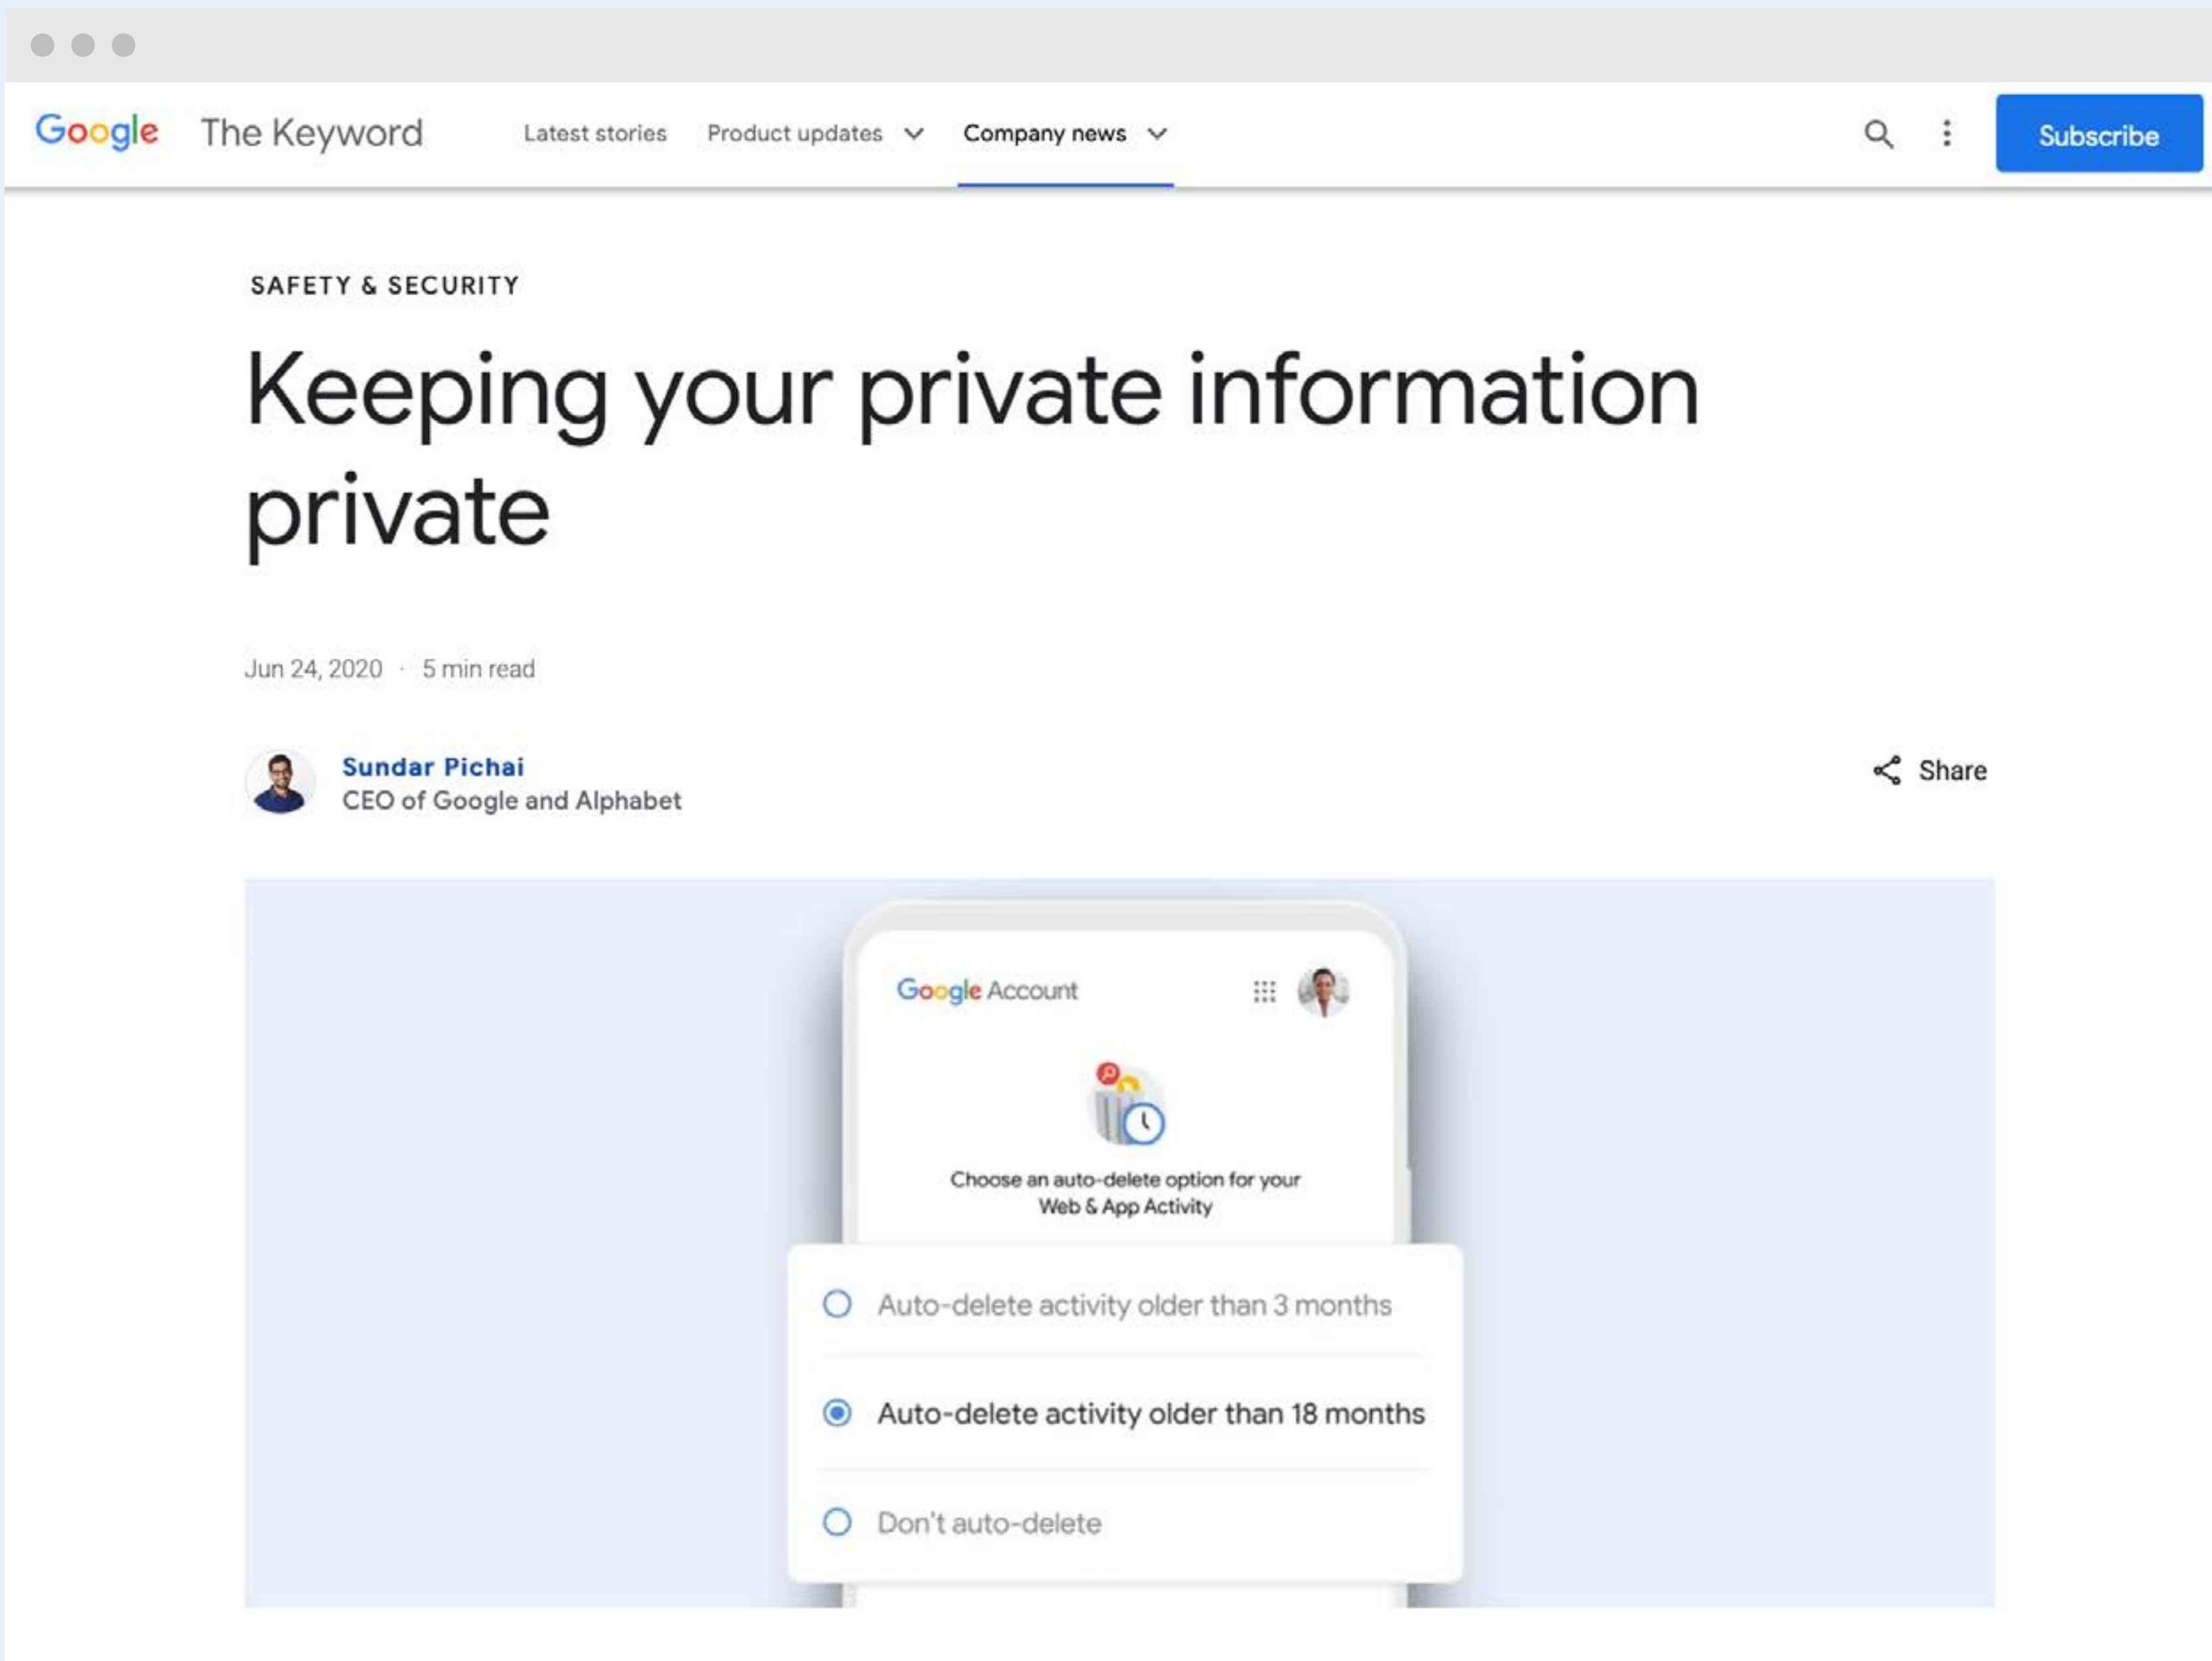 Google The Keyword Latest stories Product updates Company news Subscribe
SAFETY & SECURITY
Keeping your private information
private
Jun 24, 2020 · 5 min read
Sundar Pichai
CEO of Google and Alphabet
Share
Google Account
Choose an auto-delete option for your
Web & App Activity
Auto-delete activity older than 3 months
Auto-delete activity older than 18 months
Don't auto-delete